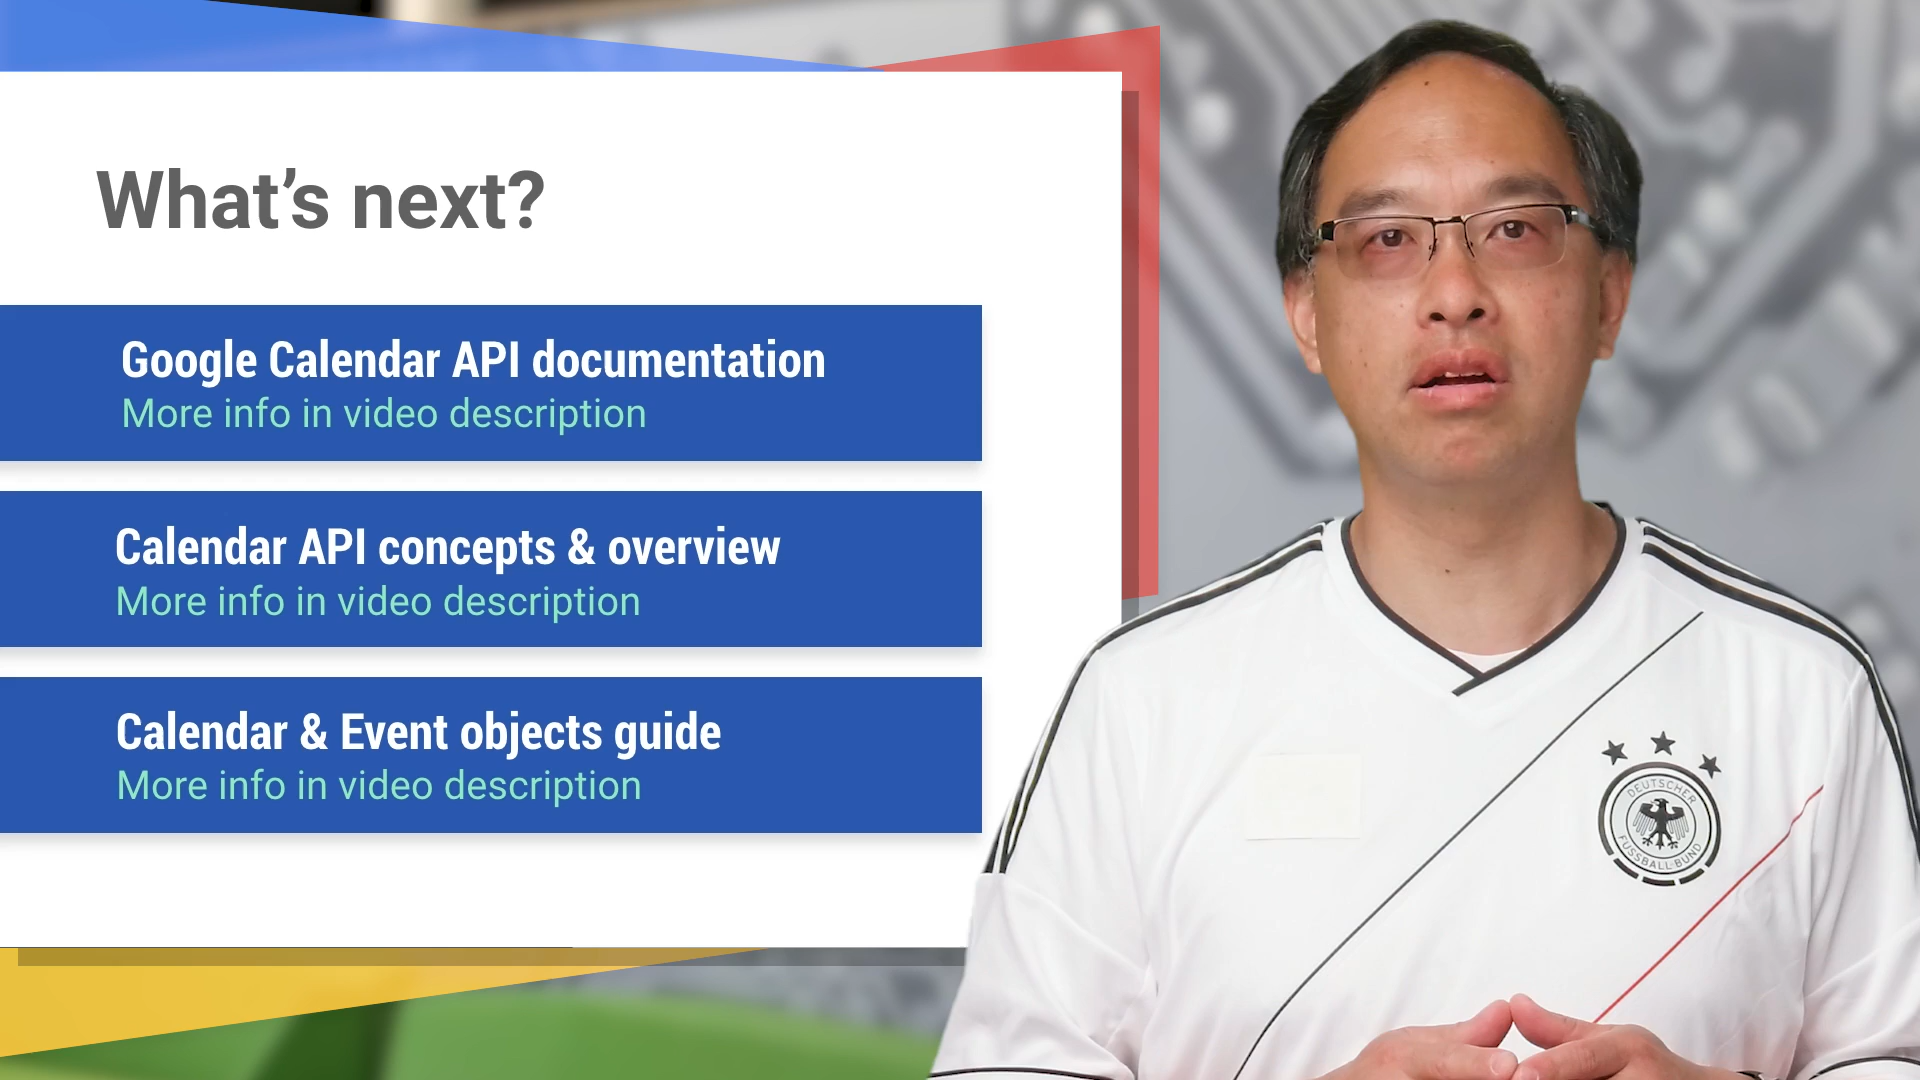 What's next?
Google Calendar API documentation
More info in video description
Calendar API concepts & overview
More info in video description
Calendar & Event objects guide
More info in video description
DEUTSCHER
FUSSBALL-BUND